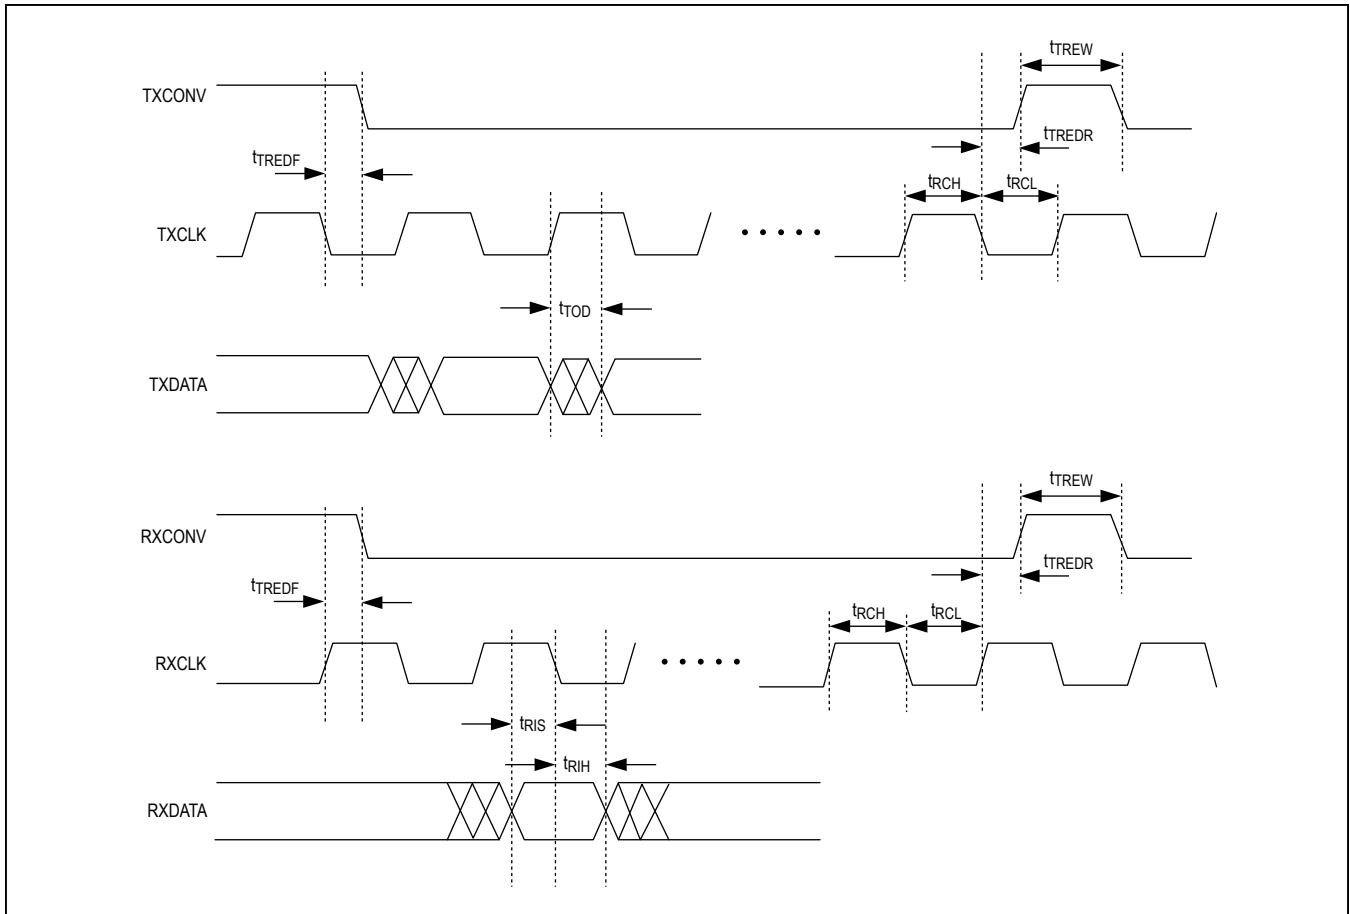 tTREW
TXCONV
tTREDR
tTREDF
tRCH
tRCL
TXCLK
tTOD
TXDATA
tTREW
RXCONV
tTREDR
tTREDF
tRCH
tRCL
RXCLK
tRIS
tRIH
RXDATA